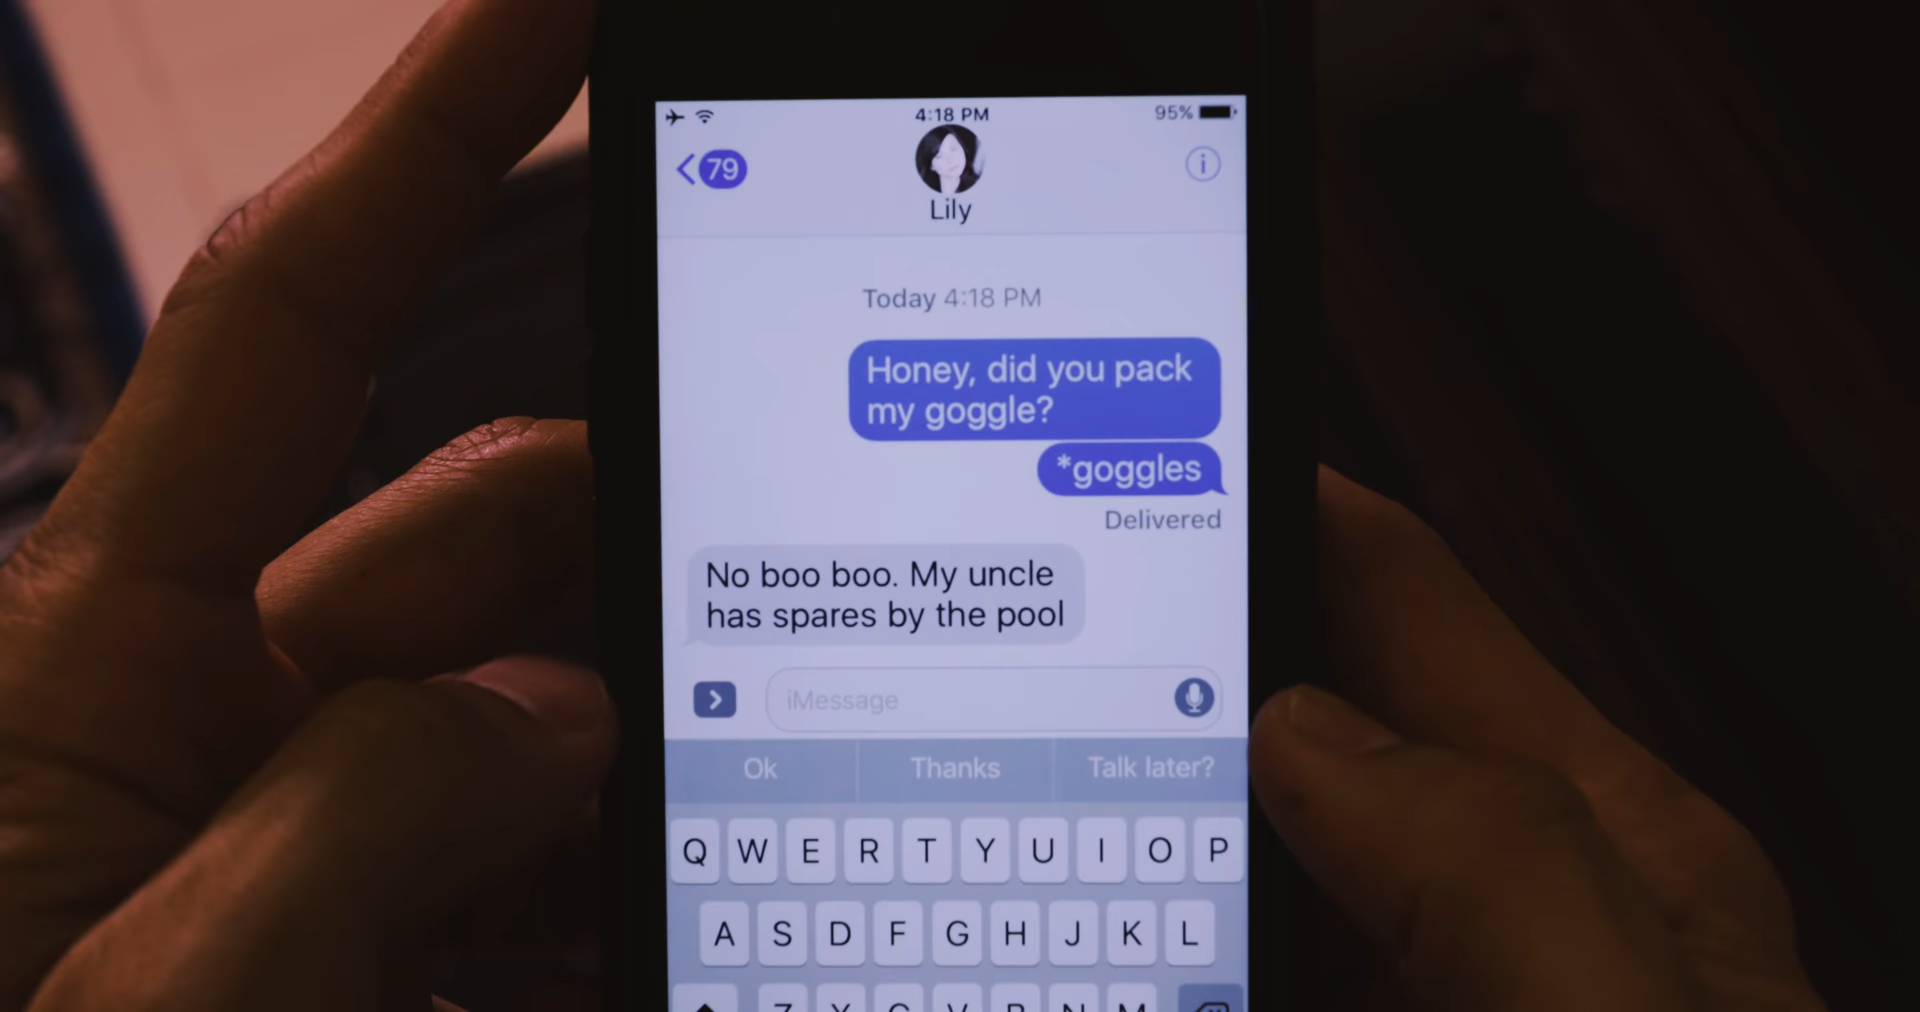 4:18 PM
95%
79
i
Lily
Today 4:18 PM
Honey, did you pack
my goggle?
*goggles
Delivered
No boo boo. My uncle
has spares by the pool
iMessage
Ok Thanks Talk later?
Q W E R T Y U I O P
A S D F G H J K L
Z X C V B N M